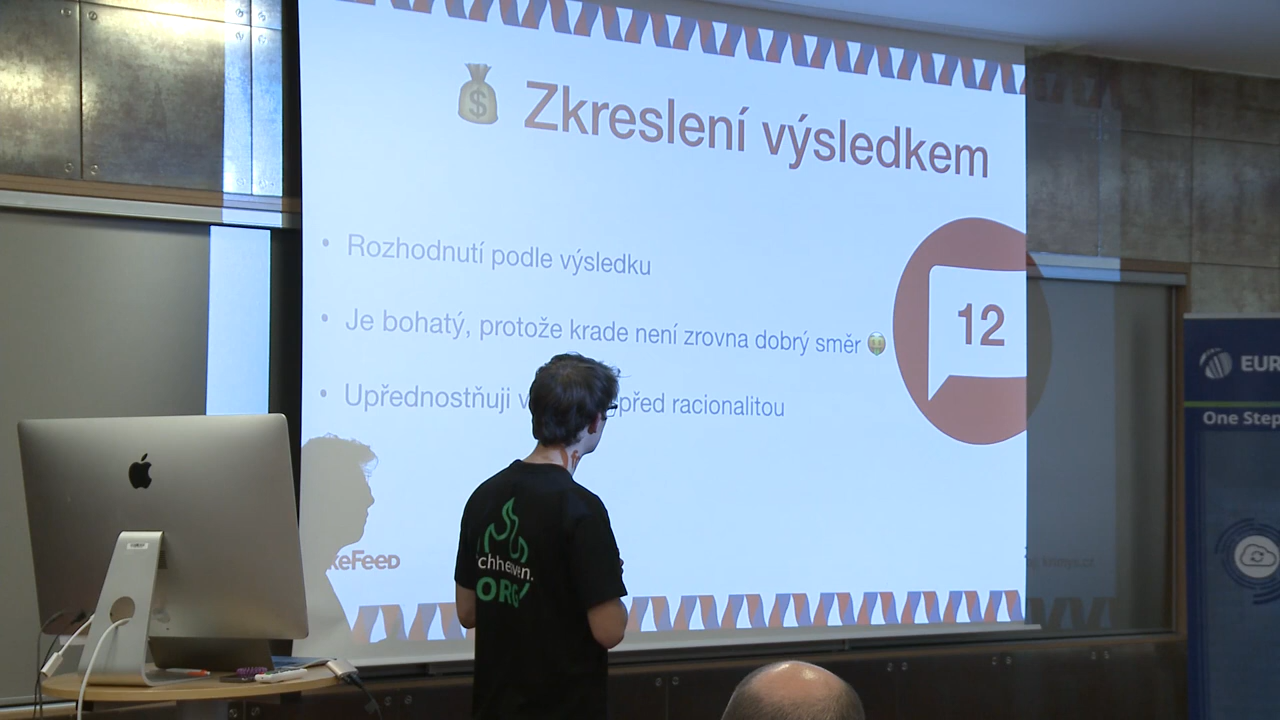 Zkreslení výsledkem
• Rozhodnutí podle výsledku
• Je bohatý, protože krade není zrovna dobrý směr
12
• Upřednostňuji před racionalitou
keFeed
EUR
One Step
ORG